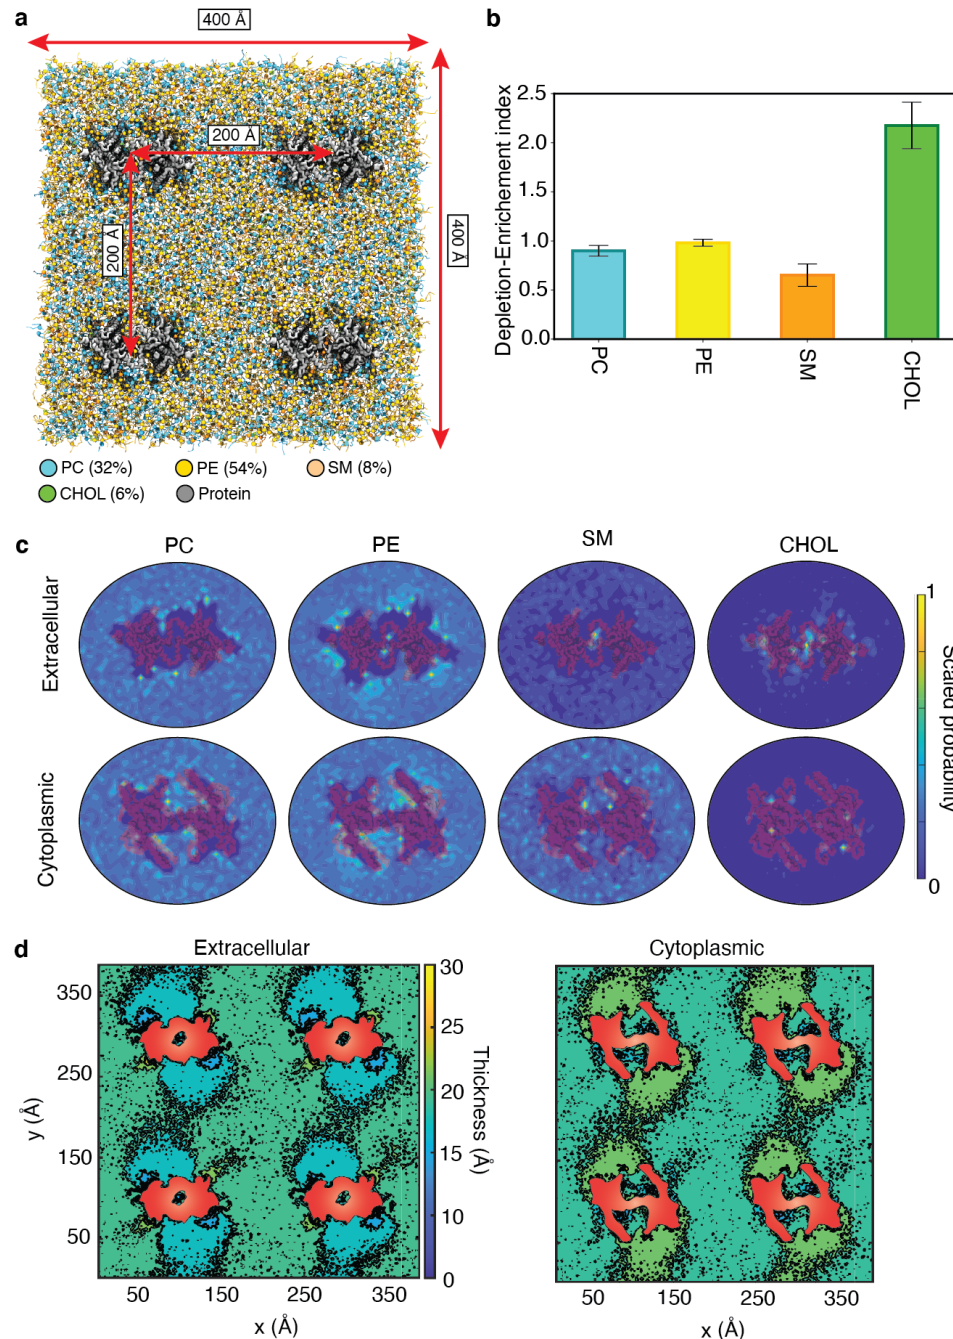 a
400 Å
200 Å
200 Å
400 Å
PC (32%) PE (54%) SM (8%)
CHOL (6%) Protein
b
Depletion-Enrichement index
2.5
2.0
1.5
1.0
0.5
0.0
PC PE SM CHOL
c
PC PE SM CHOL
Extracellular
Cytoplasmic
1
Scaled probability
0
d
Extracellular
Cytoplasmic
350
250
150
50
y (Å)
50 150 250 350
x (Å)
30
25
20
15
10
5
0
Thickness (Å)
50 150 250 350
x (Å)